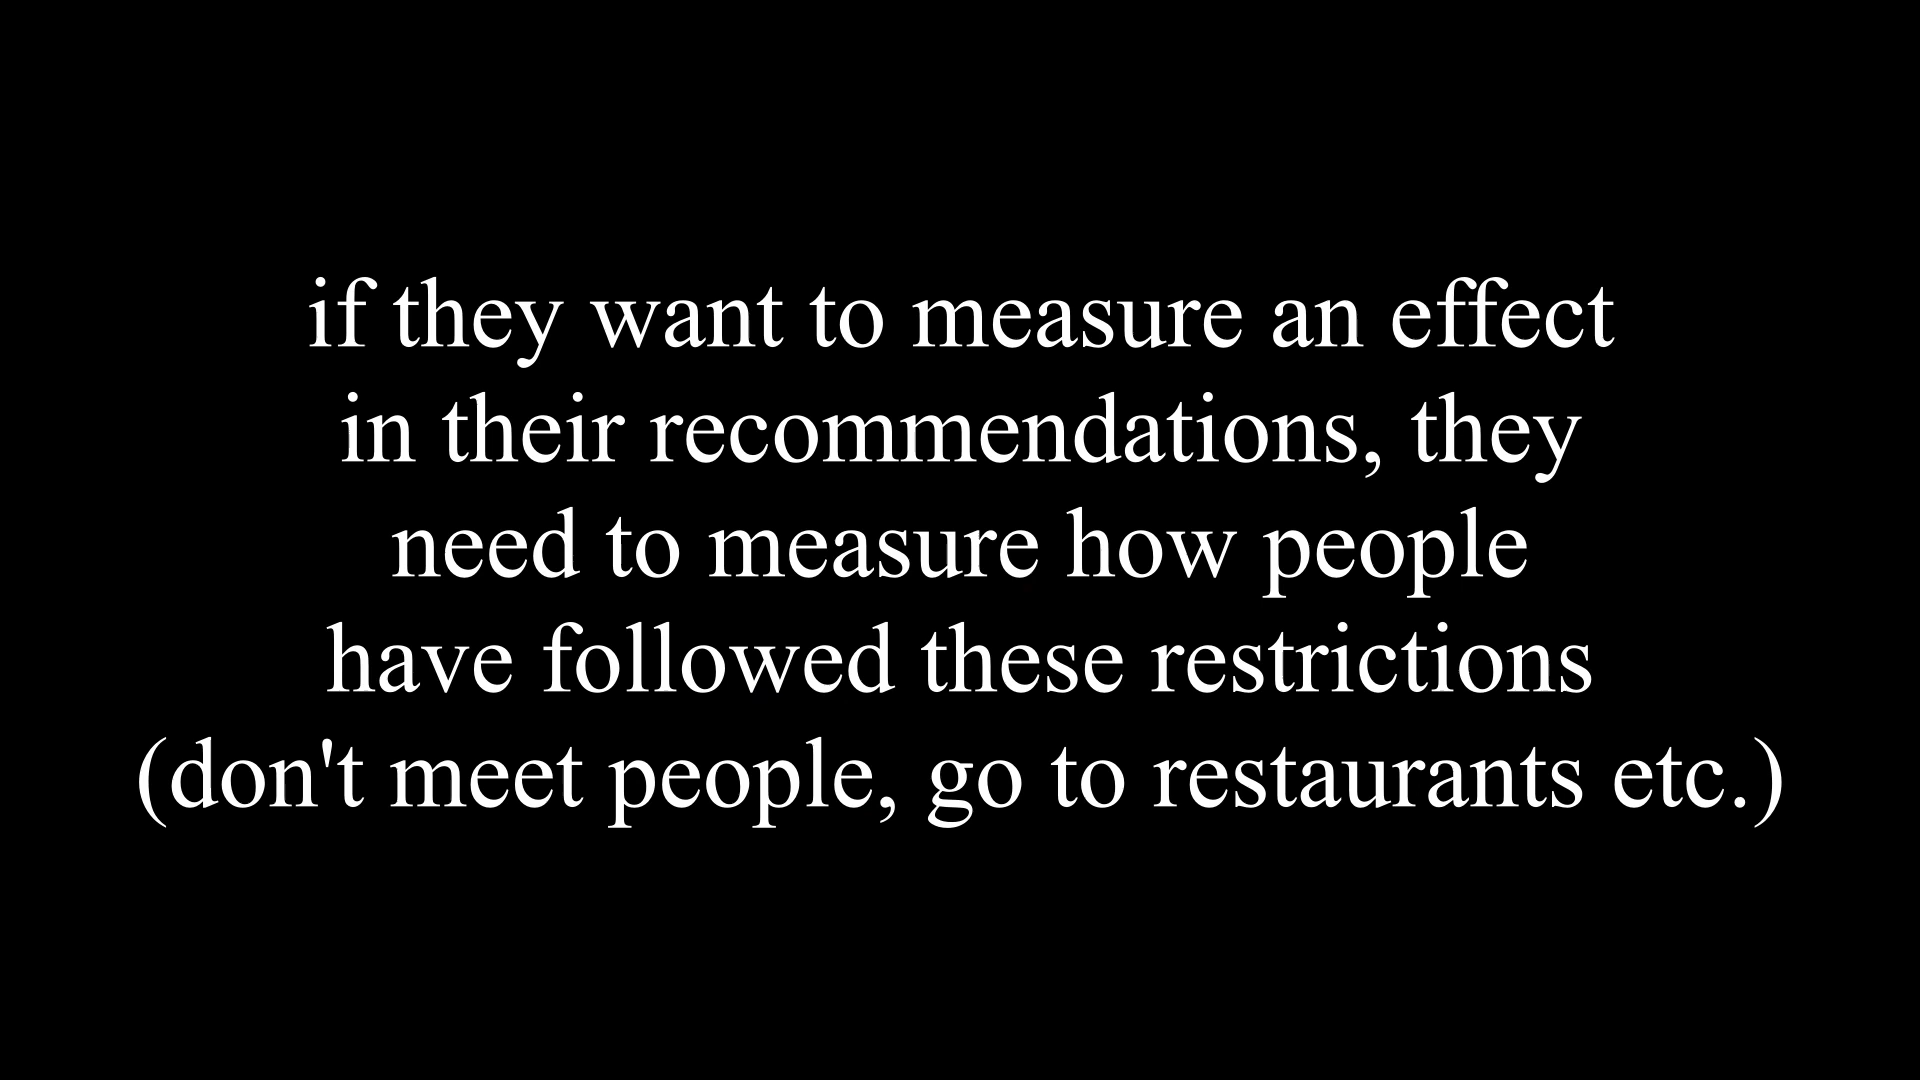 if they want to measure an effect
in their recommendations, they
need to measure how people
have followed these restrictions
(don't meet people, go to restaurants etc.)